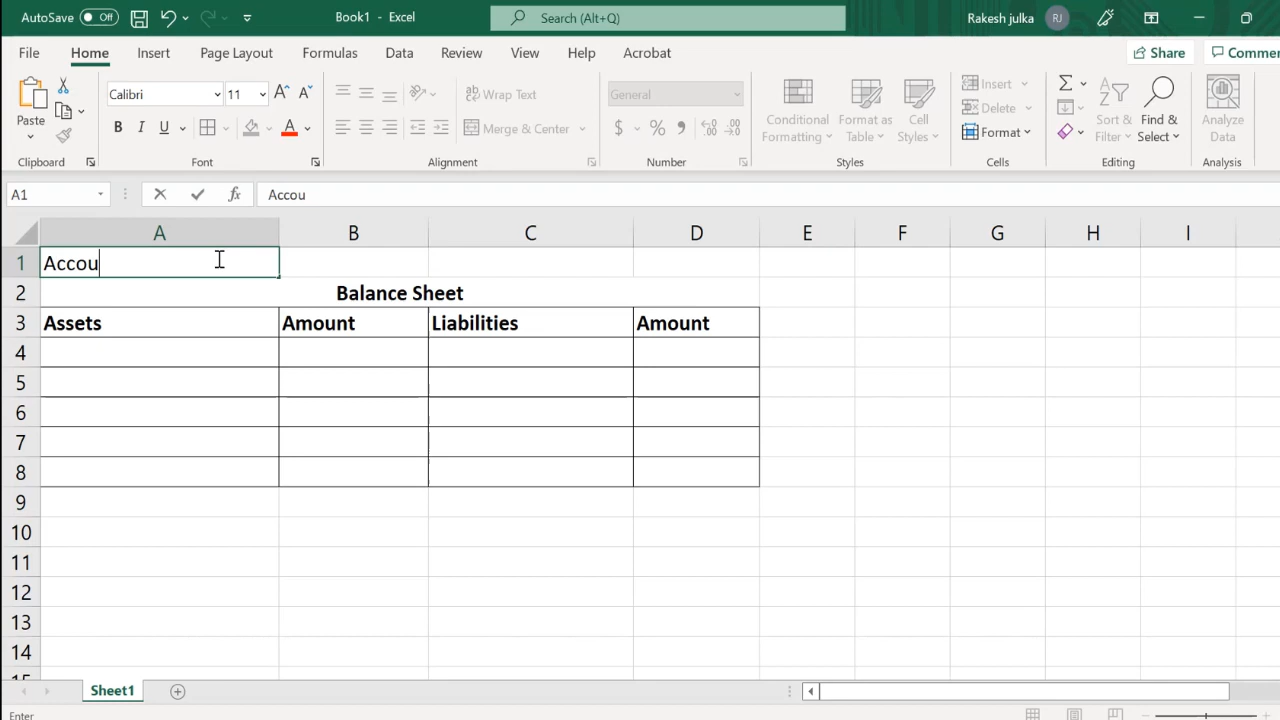 AutoSave Off Book1 - Excel Search (Alt+Q) Rakesh julka RJ
File Home Insert Page Layout Formulas Data Review View Help Acrobat Share
Calibri 11 Wrap Text General Insert
Paste B I U Merge & Center $ % Conditional Formatting Format as Table Cell Styles Delete Format Sort & Filter Find & Select Analyze Data
Clipboard Font Alignment Number Styles Cells Editing Analysis
A1 fx Accou
A B C D E F G H I
1 Accou
2 Balance Sheet
3 Assets Amount Liabilities Amount
4
5
6
7
8
9
10
11
12
13
14
Sheet1
Enter